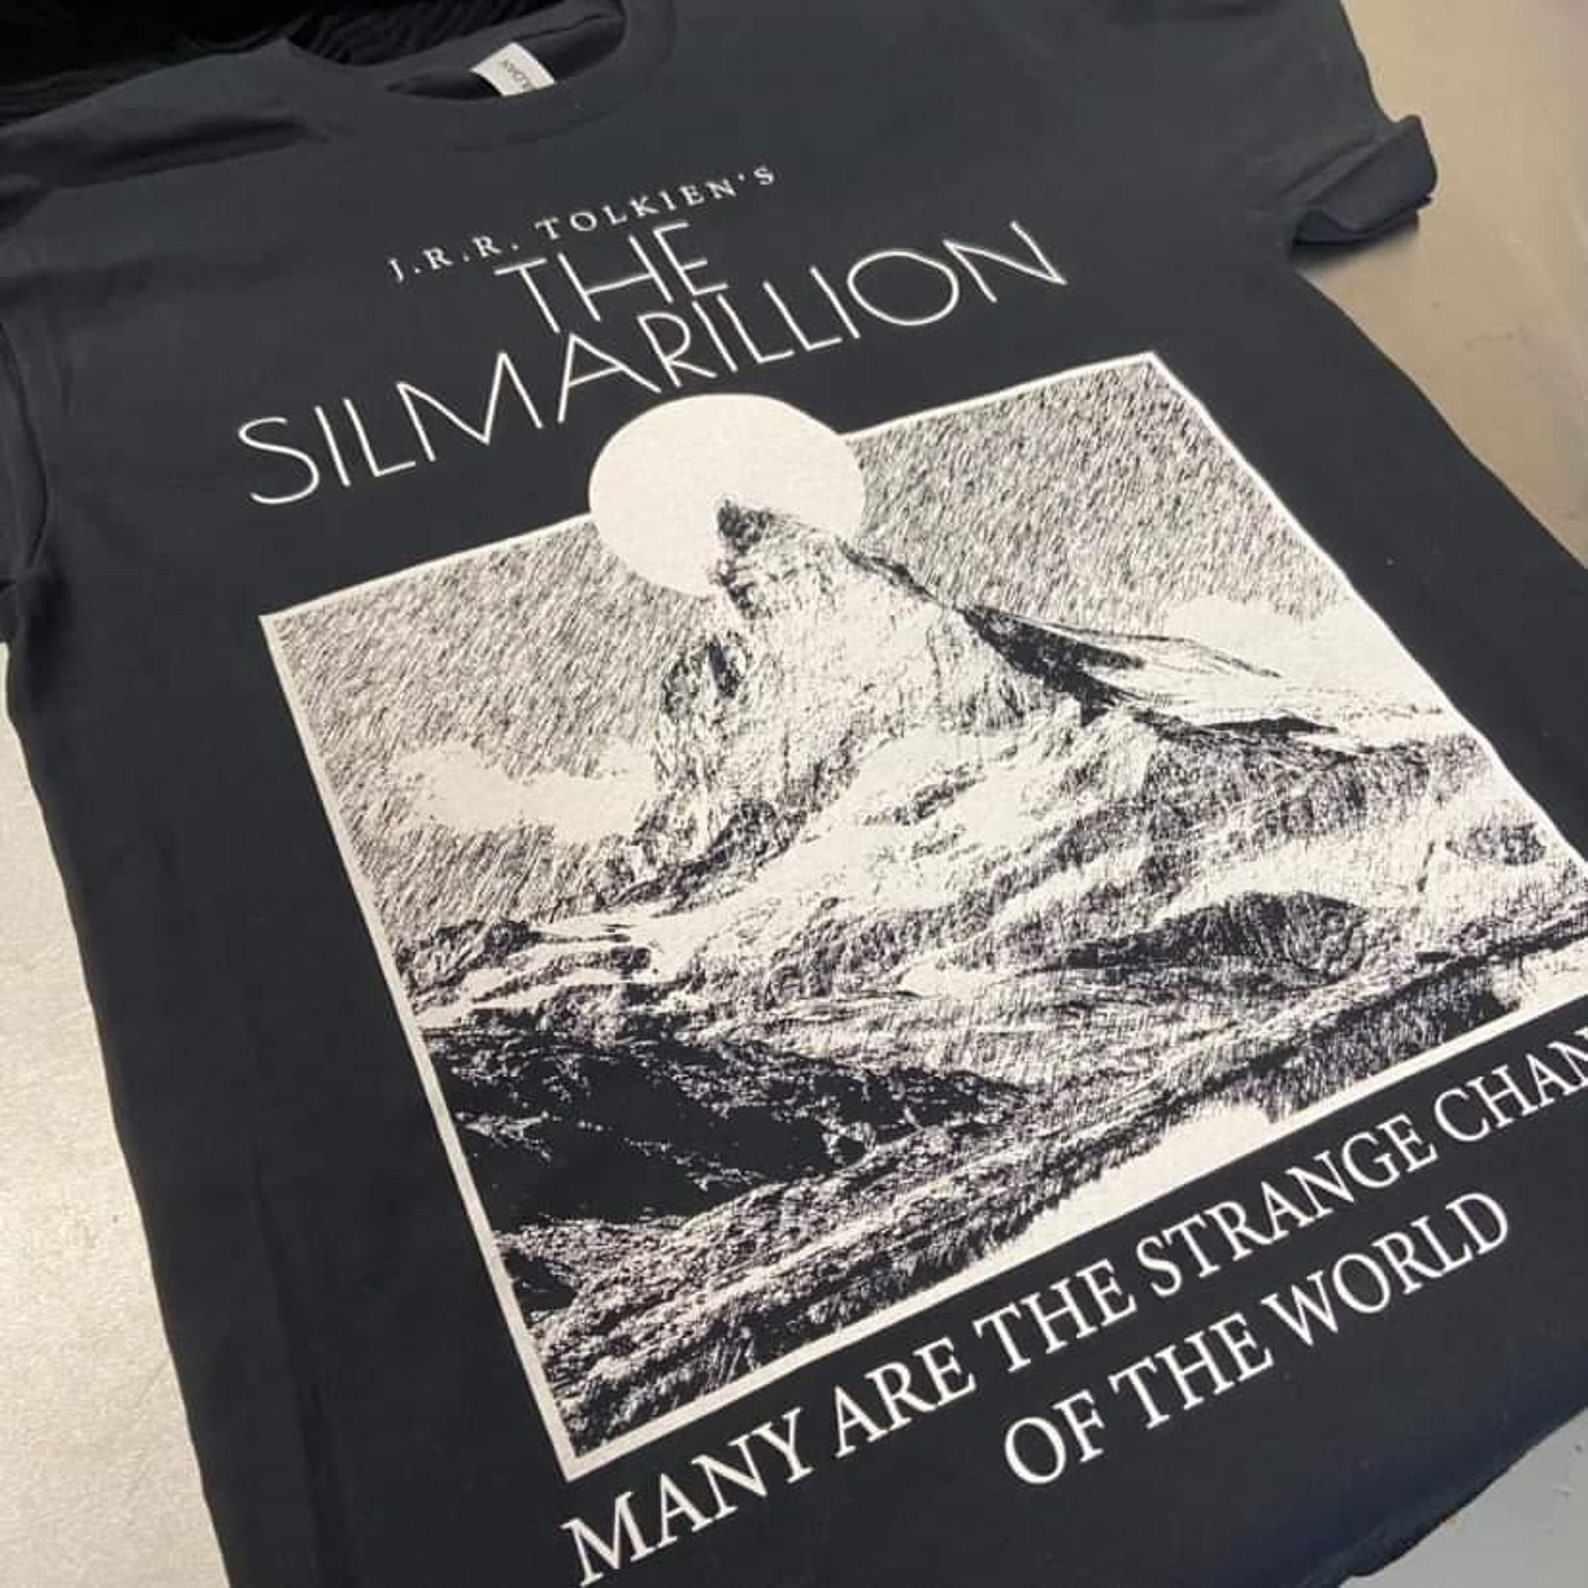 J.R.R. TOLKIEN'S
THE
SILMARILLION
MANY ARE THE STRANGE CHAN
OF THE WORLD